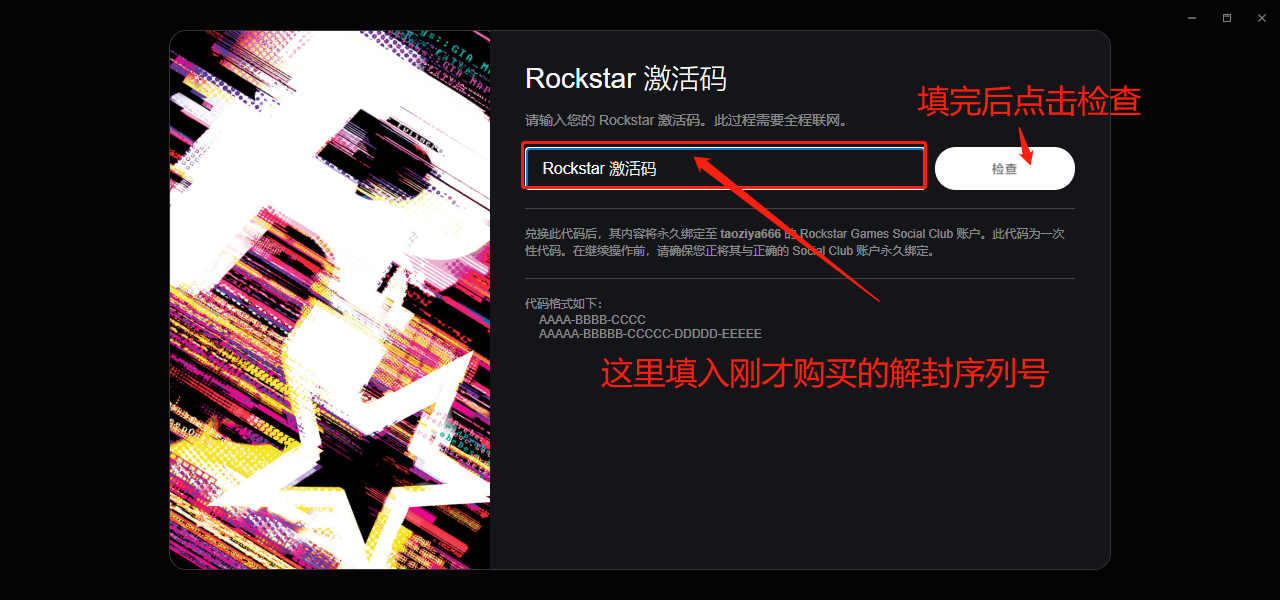 Rockstar 激活码
填完后点击检查
请输入您的 Rockstar 激活码。此过程需要全程联网。
Rockstar 激活码
检查
兑换此代码后，其内容将永久绑定至 taoziya666 的 Rockstar Games Social Club 账户。此代码为一次
性代码。在继续操作前，请确保您正将其与正确的 Social Club 账户永久绑定。
代码格式如下：
AAAA-BBBB-CCCC
AAAAA-BBBBB-CCCCC-DDDDD-EEEEE
这里填入刚才购买的解封序列号